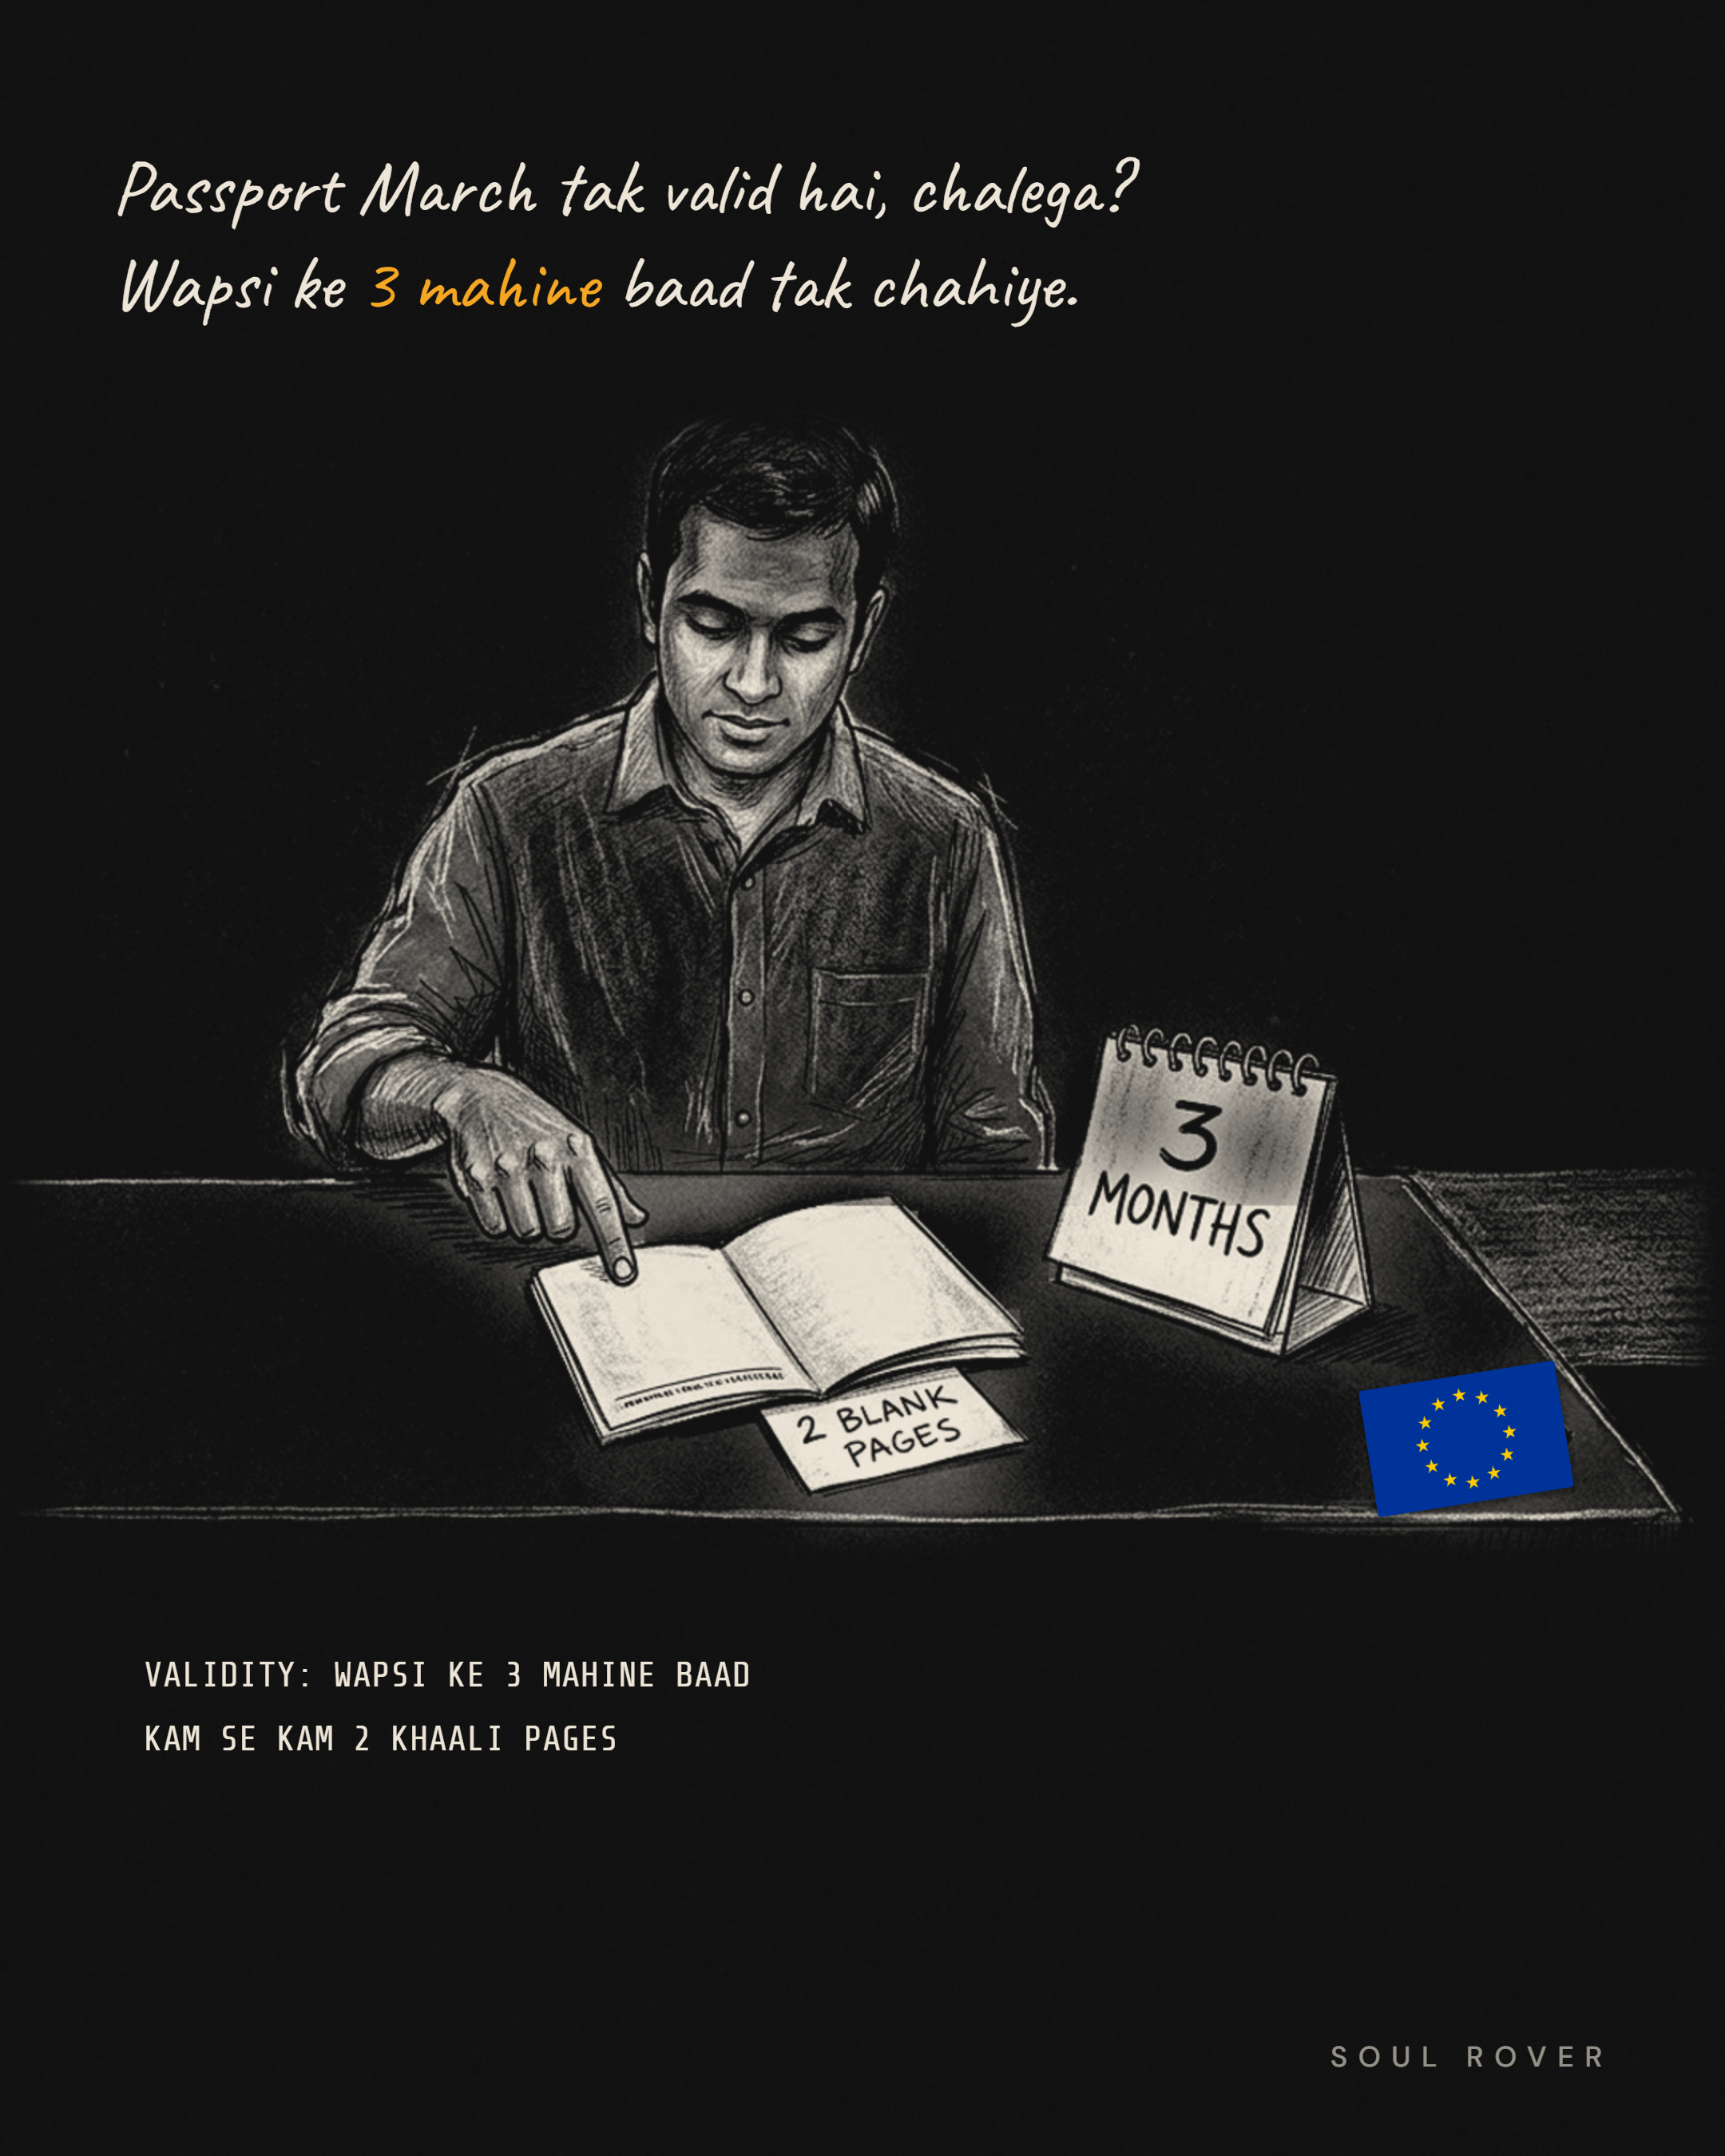 Passport March tak valid hai, chalega?
Wapsi ke 3 mahine baad tak chahiye.
3
MONTHS
2 BLANK
PAGES
VALIDITY: WAPSI KE 3 MAHINE BAAD
KAM SE KAM 2 KHAALI PAGES
SOUL ROVER